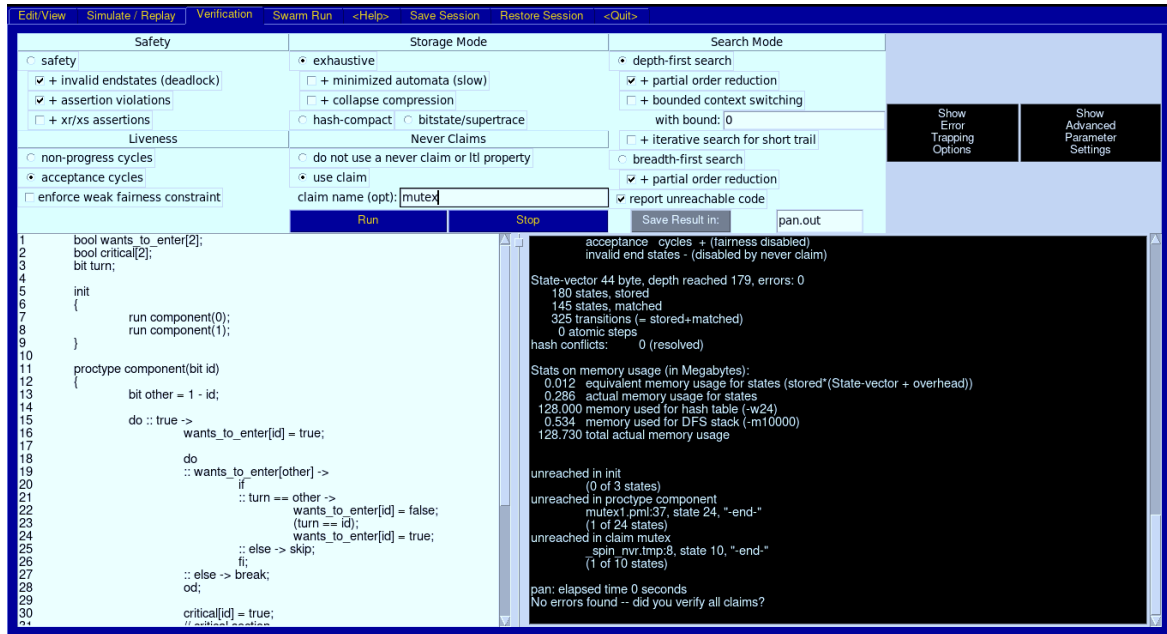 Edit/View Simulate / Replay Verification Swarm Run <Help> Save Session Restore Session <Quit>
Safety Storage Mode Search Mode
safety exhaustive depth-first search
+ invalid endstates (deadlock) + minimized automata (slow) + partial order reduction
+ assertion violations + collapse compression + bounded context switching
+ xr/xs assertions hash-compact bitstate/supertrace with bound: 0
Liveness Never Claims + iterative search for short trail
non-progress cycles do not use a never claim or ltl property breadth-first search
acceptance cycles use claim + partial order reduction
enforce weak fairness constraint claim name (opt): mutex report unreachable code
Run Stop Save Result in: pan.out
Show
Error
Trapping
Options
Show
Advanced
Parameter
Settings
1 bool wants_to_enter[2];
2 bool critical[2];
3 bit turn;
4
5 init
6 {
7 run component(0);
8 run component(1);
9 }
10
11 proctype component(bit id)
12 {
13 bit other = 1 - id;
14
15 do :: true ->
16 wants_to_enter[id] = true;
17
18 do
19 :: wants_to_enter[other] ->
20 if
21 :: turn == other ->
22 wants_to_enter[id] = false;
23 (turn == id);
24 wants_to_enter[id] = true;
25 :: else -> skip;
26 fi;
27 :: else -> break;
28 od;
29
30 critical[id] = true;
31 // critical section
acceptance cycles + (fairness disabled)
invalid end states - (disabled by never claim)
State-vector 44 byte, depth reached 179, errors: 0
180 states, stored
145 states, matched
325 transitions (= stored+matched)
0 atomic steps
hash conflicts: 0 (resolved)
Stats on memory usage (in Megabytes):
0.012 equivalent memory usage for states (stored*(State-vector + overhead))
0.286 actual memory usage for states
128.000 memory used for hash table (-w24)
0.534 memory used for DFS stack (-m10000)
128.730 total actual memory usage
unreached in init
(0 of 3 states)
unreached in proctype component
mutex1.pml:37, state 24, "-end-"
(1 of 24 states)
unreached in claim mutex
_spin_nvr.tmp:8, state 10, "-end-"
(1 of 10 states)
pan: elapsed time 0 seconds
No errors found -- did you verify all claims?